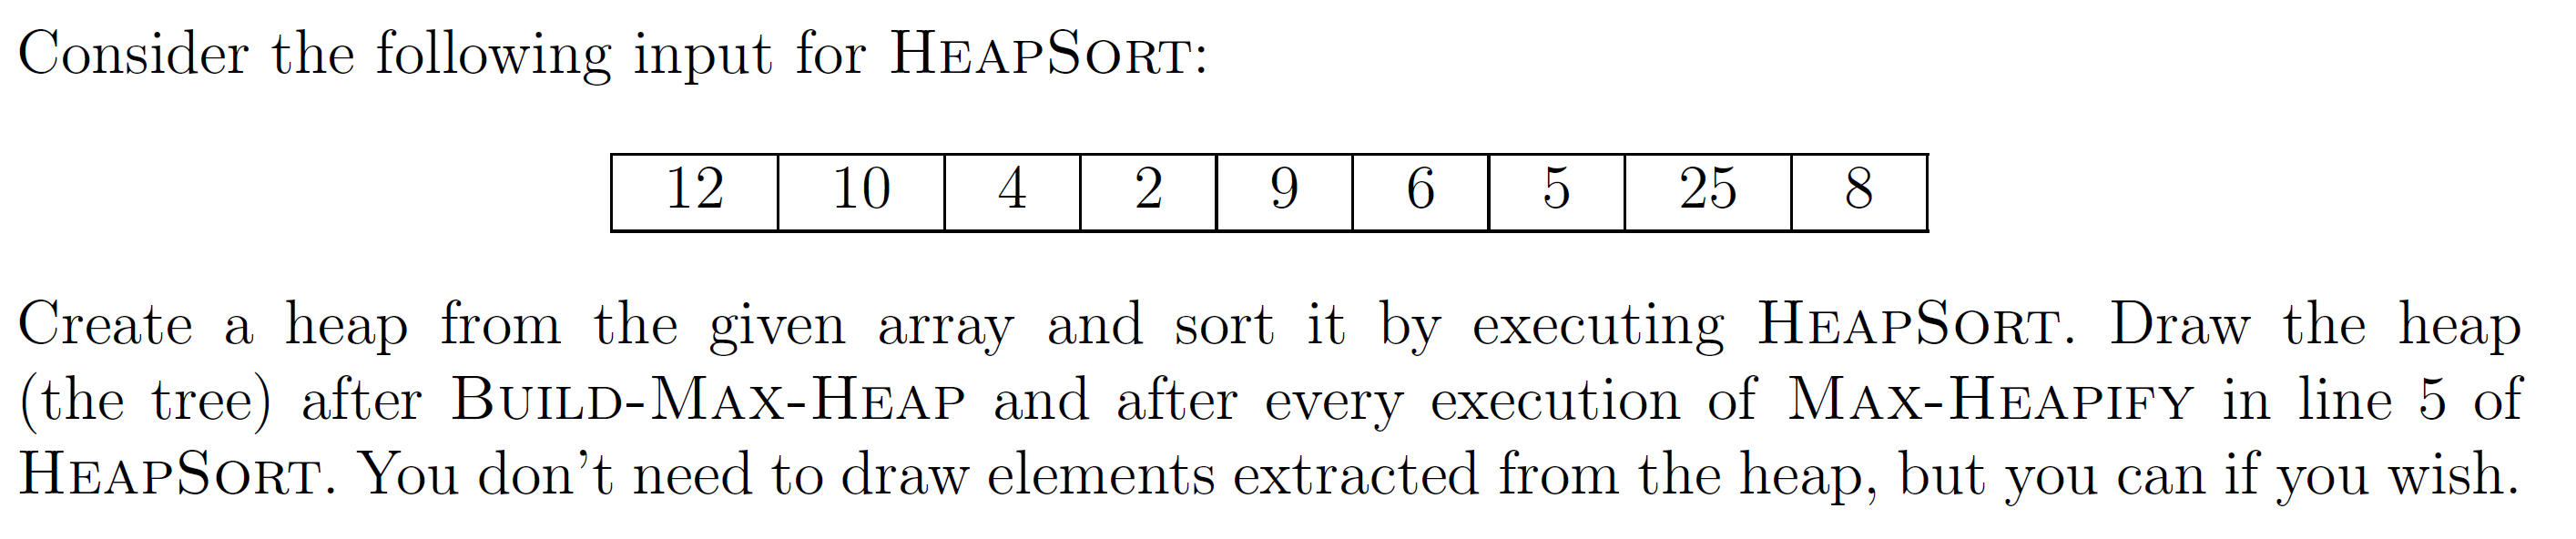 Consider the following input for HEAPSORT:
12 10 4 2 9 6 5 25 8
Create a heap from the given array and sort it by executing HEAPSORT. Draw the heap
(the tree) after BUILD-MAX-HEAP and after every execution of MAX-HEAPIFY in line 5 of
HEAPSORT. You don't need to draw elements extracted from the heap, but you can if you wish.